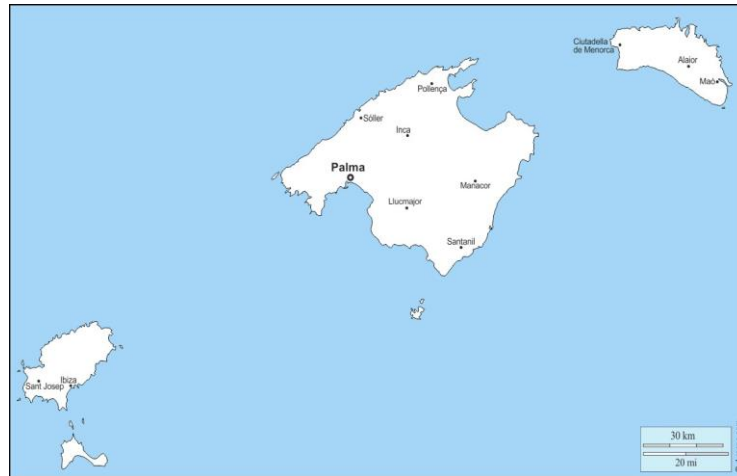 Ciutadella
de Menorca
Alaior
Maó
Pollença
Sóller
Inca
Palma
Manacor
Llucmajor
Santanil
Sant Josep
Ibiza
30 km
20 mi